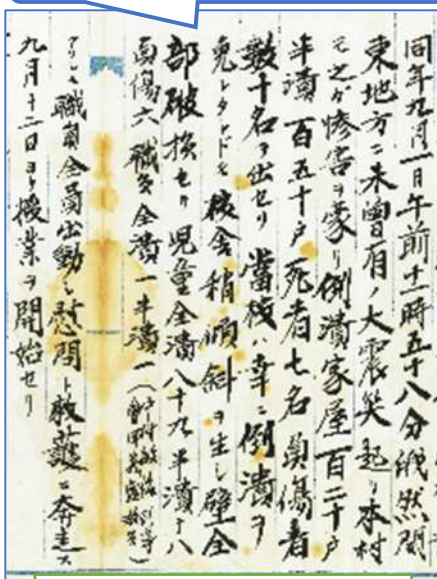 同年九月一日午前十一時五十八分俄然関
東地方ニ未曾有ノ大震災起リ本村
モ之ガ惨害ヲ蒙リ倒潰家屋百二十戸
半潰百五十戸死者七名負傷者
數十名ヲ出セリ當校ハ幸ニ倒潰ヲ
免レタレドモ校舎稍傾斜ヲ生シ壁全
部破損セリ児童全潰八十九半潰八
負傷六職員全潰一半潰一
アリシモ職員全員出動シ慰問ト救護ニ奔走ス
九月十二日ヨリ授業ヲ開始セリ